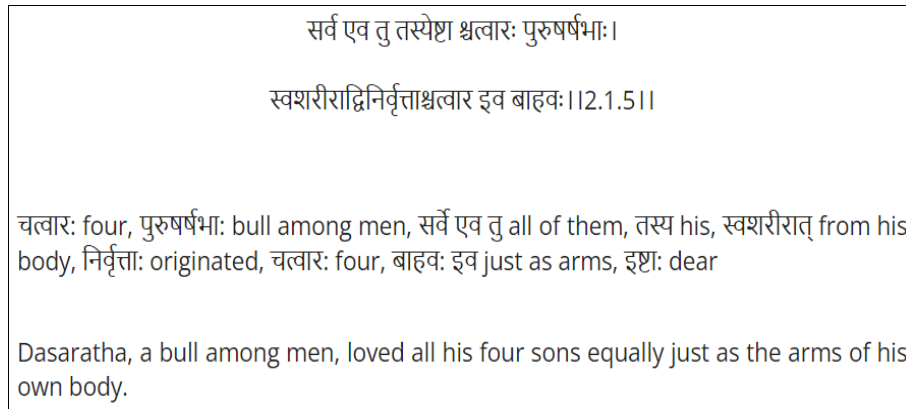 सर्व एव तु तस्येष्टा श्चत्वारः पुरुषर्षभाः।
स्वशरीराद्विनिर्वृत्ताश्चत्वार इव बाहवः।।2.1.5।।
चत्वार: four, पुरुषर्षभा: bull among men, सर्वे एव तु all of them, तस्य his, स्वशरीरात् from his
body, निर्वृत्ता: originated, चत्वार: four, बाहव: इव just as arms, इष्टा: dear
Dasaratha, a bull among men, loved all his four sons equally just as the arms of his
own body.